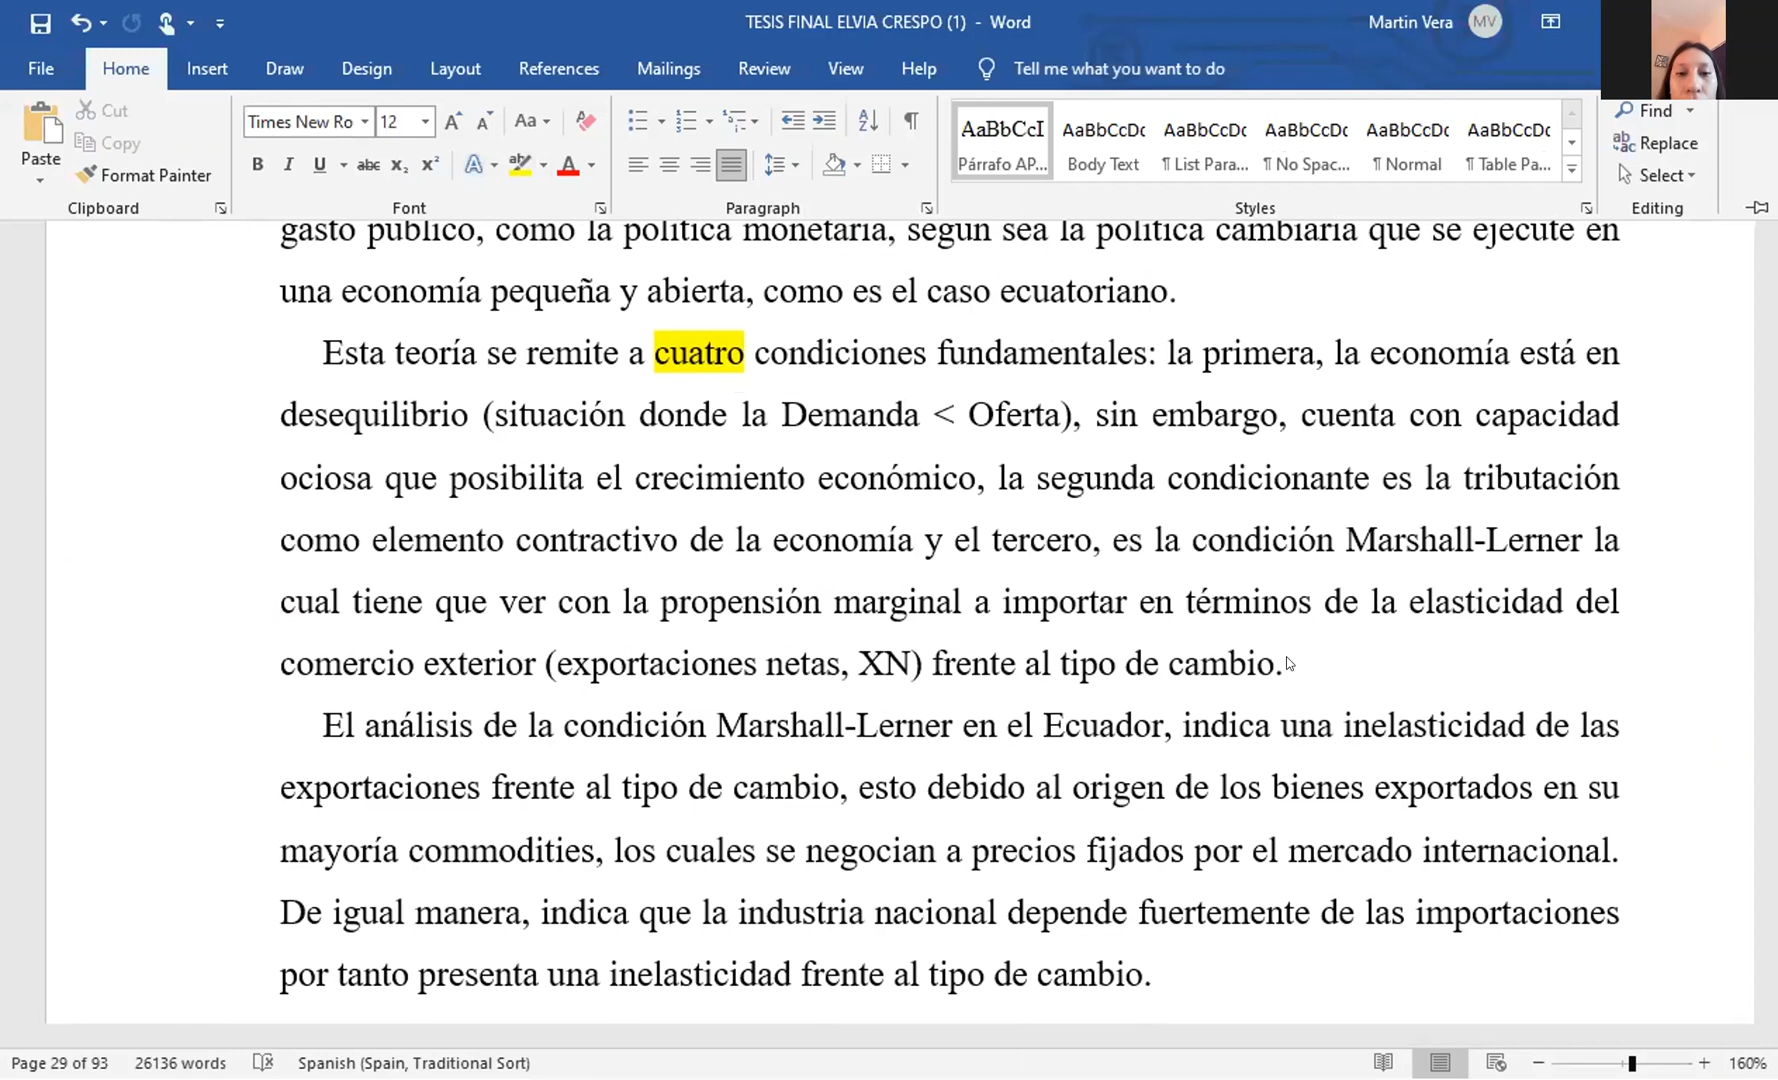 TESIS FINAL ELVIA CRESPO (1) - Word
Martin Vera MV
File Home Insert Draw Design Layout References Mailings Review View Help Tell me what you want to do
Paste
Cut
Copy
Format Painter
Clipboard
Times New Ro 12
Font
Paragraph
AaBbCcI AaBbCcDc AaBbCcDc AaBbCcDc AaBbCcDc AaBbCcDc
Párrafo AP... Body Text ¶ List Para... ¶ No Spac... ¶ Normal ¶ Table Pa...
Styles
Find
Replace
Select
Editing
gasto público, como la política monetaria, según sea la política cambiaria que se ejecute en
una economía pequeña y abierta, como es el caso ecuatoriano.
Esta teoría se remite a cuatro condiciones fundamentales: la primera, la economía está en
desequilibrio (situación donde la Demanda < Oferta), sin embargo, cuenta con capacidad
ociosa que posibilita el crecimiento económico, la segunda condicionante es la tributación
como elemento contractivo de la economía y el tercero, es la condición Marshall-Lerner la
cual tiene que ver con la propensión marginal a importar en términos de la elasticidad del
comercio exterior (exportaciones netas, XN) frente al tipo de cambio.
El análisis de la condición Marshall-Lerner en el Ecuador, indica una inelasticidad de las
exportaciones frente al tipo de cambio, esto debido al origen de los bienes exportados en su
mayoría commodities, los cuales se negocian a precios fijados por el mercado internacional.
De igual manera, indica que la industria nacional depende fuertemente de las importaciones
por tanto presenta una inelasticidad frente al tipo de cambio.
Page 29 of 93 26136 words Spanish (Spain, Traditional Sort) 160%